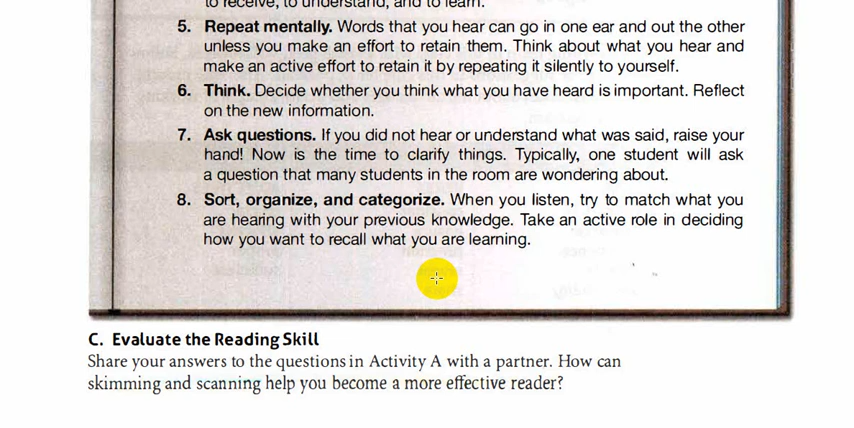 to receive, to understand, and to learn.
5. Repeat mentally. Words that you hear can go in one ear and out the other
unless you make an effort to retain them. Think about what you hear and
make an active effort to retain it by repeating it silently to yourself.
6. Think. Decide whether you think what you have heard is important. Reflect
on the new information.
7. Ask questions. If you did not hear or understand what was said, raise your
hand! Now is the time to clarify things. Typically, one student will ask
a question that many students in the room are wondering about.
8. Sort, organize, and categorize. When you listen, try to match what you
are hearing with your previous knowledge. Take an active role in deciding
how you want to recall what you are learning.
C. Evaluate the Reading Skill
Share your answers to the questions in Activity A with a partner. How can
skimming and scanning help you become a more effective reader?